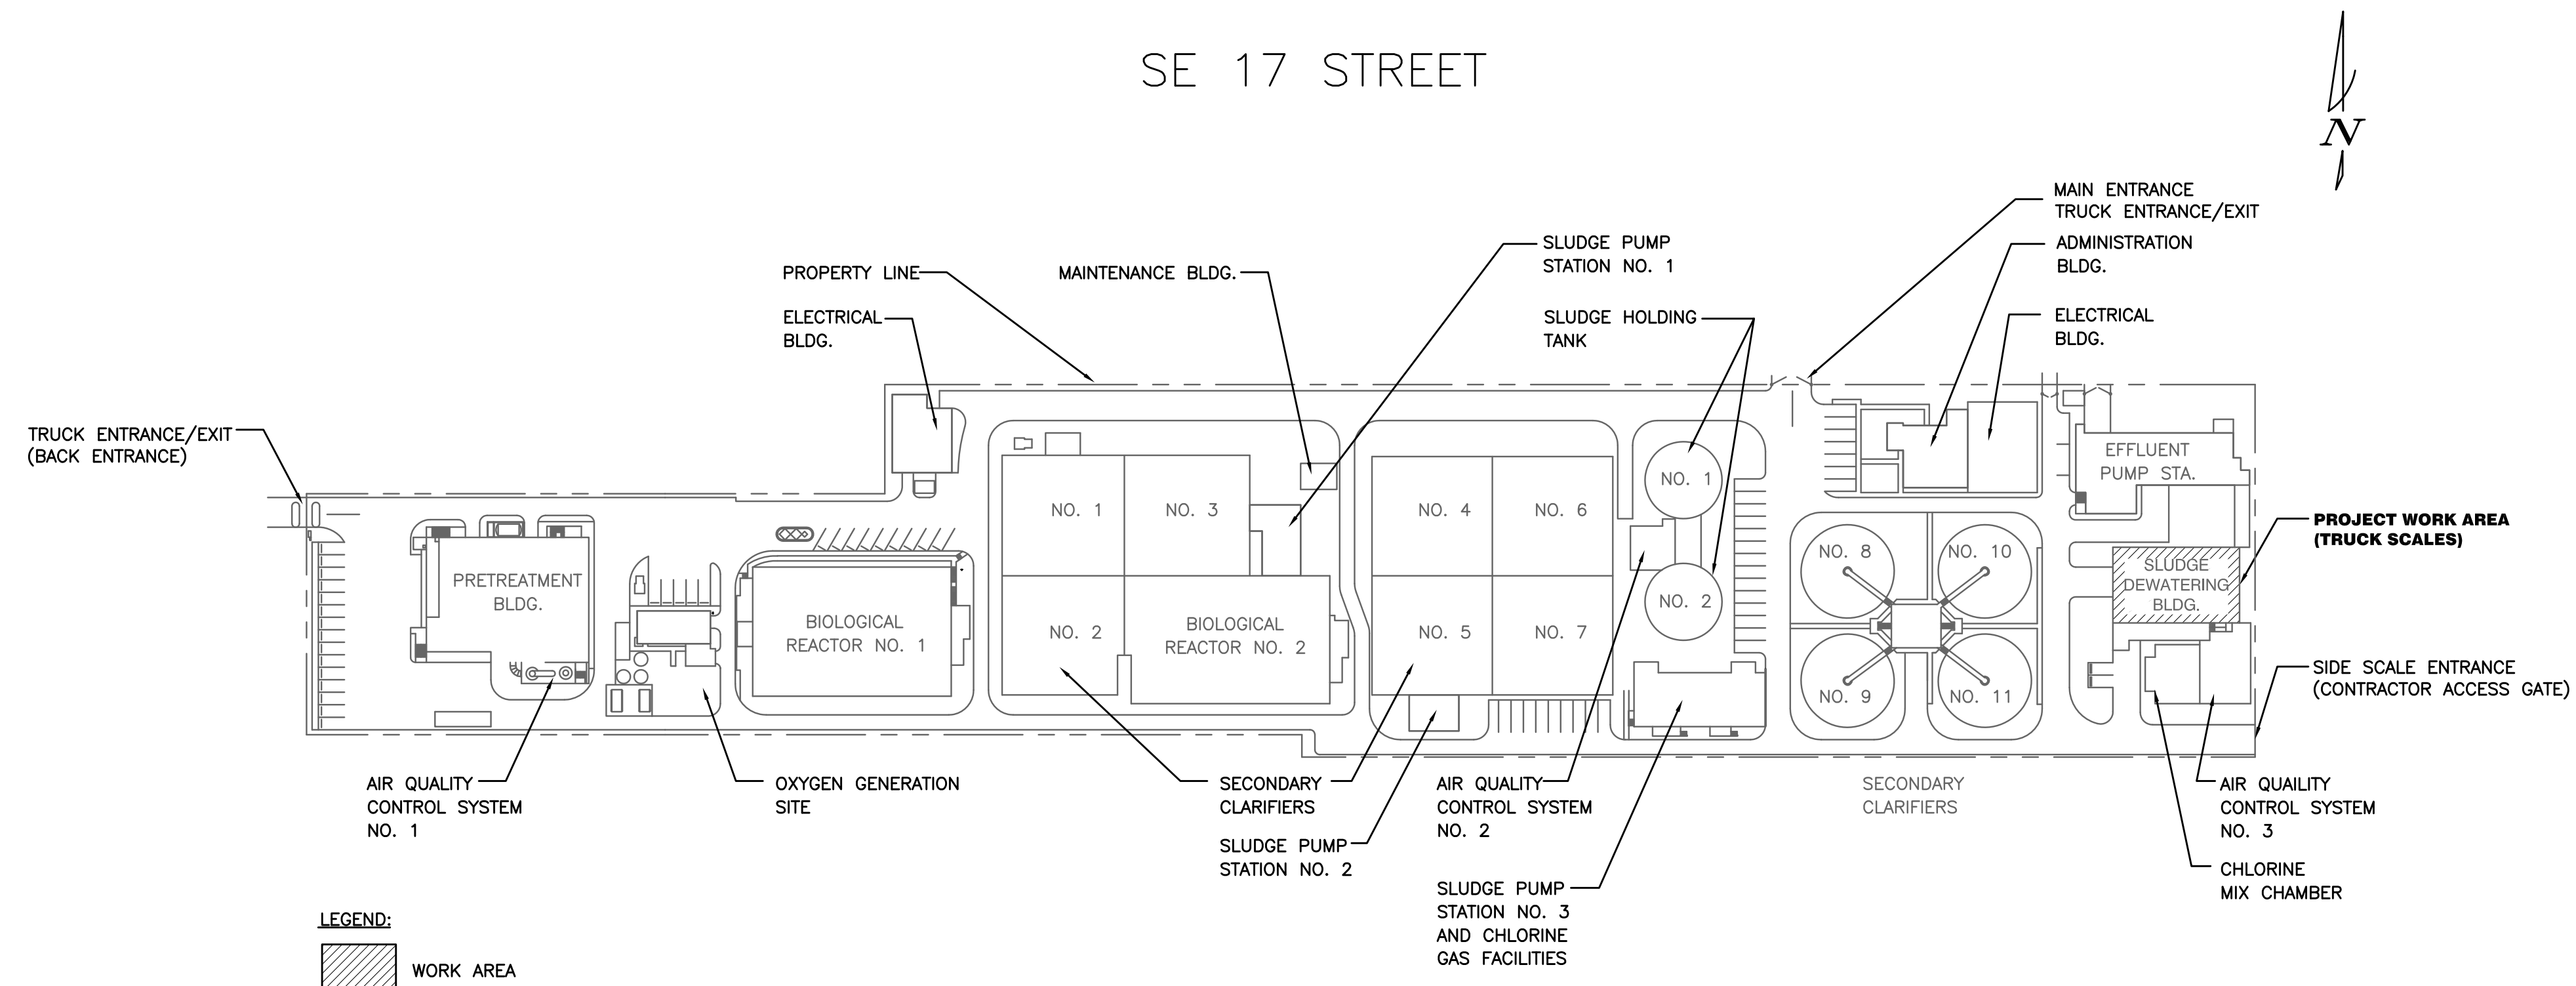 SE 17 STREET
N
MAIN ENTRANCE
TRUCK ENTRANCE/EXIT
ADMINISTRATION
BLDG.
ELECTRICAL
BLDG.
SLUDGE PUMP
STATION NO. 1
SLUDGE HOLDING
TANK
PROPERTY LINE
MAINTENANCE BLDG.
ELECTRICAL
BLDG.
TRUCK ENTRANCE/EXIT
(BACK ENTRANCE)
PRETREATMENT
BLDG.
BIOLOGICAL
REACTOR NO. 1
NO. 1
NO. 3
NO. 2
BIOLOGICAL
REACTOR NO. 2
NO. 4
NO. 6
NO. 5
NO. 7
NO. 1
NO. 2
NO. 8
NO. 10
NO. 9
NO. 11
EFFLUENT
PUMP STA.
SLUDGE
DEWATERING
BLDG.
PROJECT WORK AREA
(TRUCK SCALES)
SIDE SCALE ENTRANCE
(CONTRACTOR ACCESS GATE)
AIR QUALITY
CONTROL SYSTEM
NO. 1
OXYGEN GENERATION
SITE
SECONDARY
CLARIFIERS
SLUDGE PUMP
STATION NO. 2
AIR QUALITY
CONTROL SYSTEM
NO. 2
SLUDGE PUMP
STATION NO. 3
AND CHLORINE
GAS FACILITIES
SECONDARY
CLARIFIERS
AIR QUAILITY
CONTROL SYSTEM
NO. 3
CHLORINE
MIX CHAMBER
LEGEND:
WORK AREA